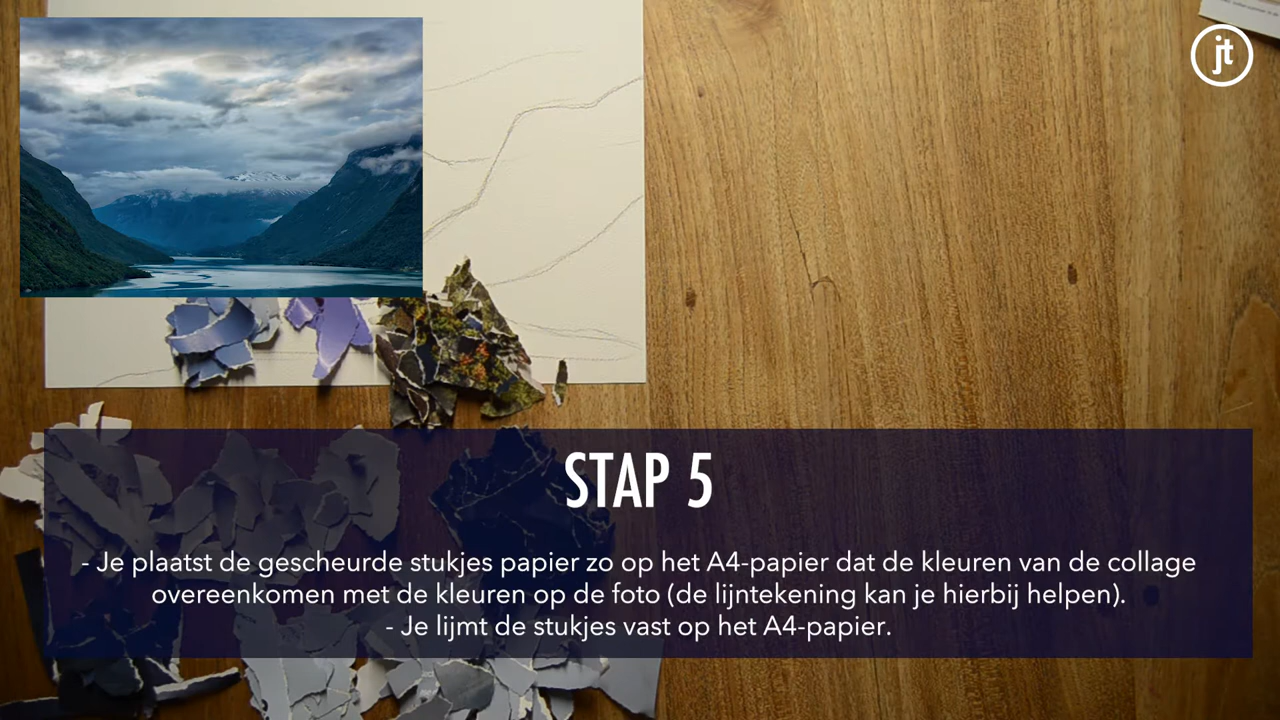 jt
STAP 5
- Je plaatst de gescheurde stukjes papier zo op het A4-papier dat de kleuren van de collage
overeenkomen met de kleuren op de foto (de lijntekening kan je hierbij helpen).
- Je lijmt de stukjes vast op het A4-papier.